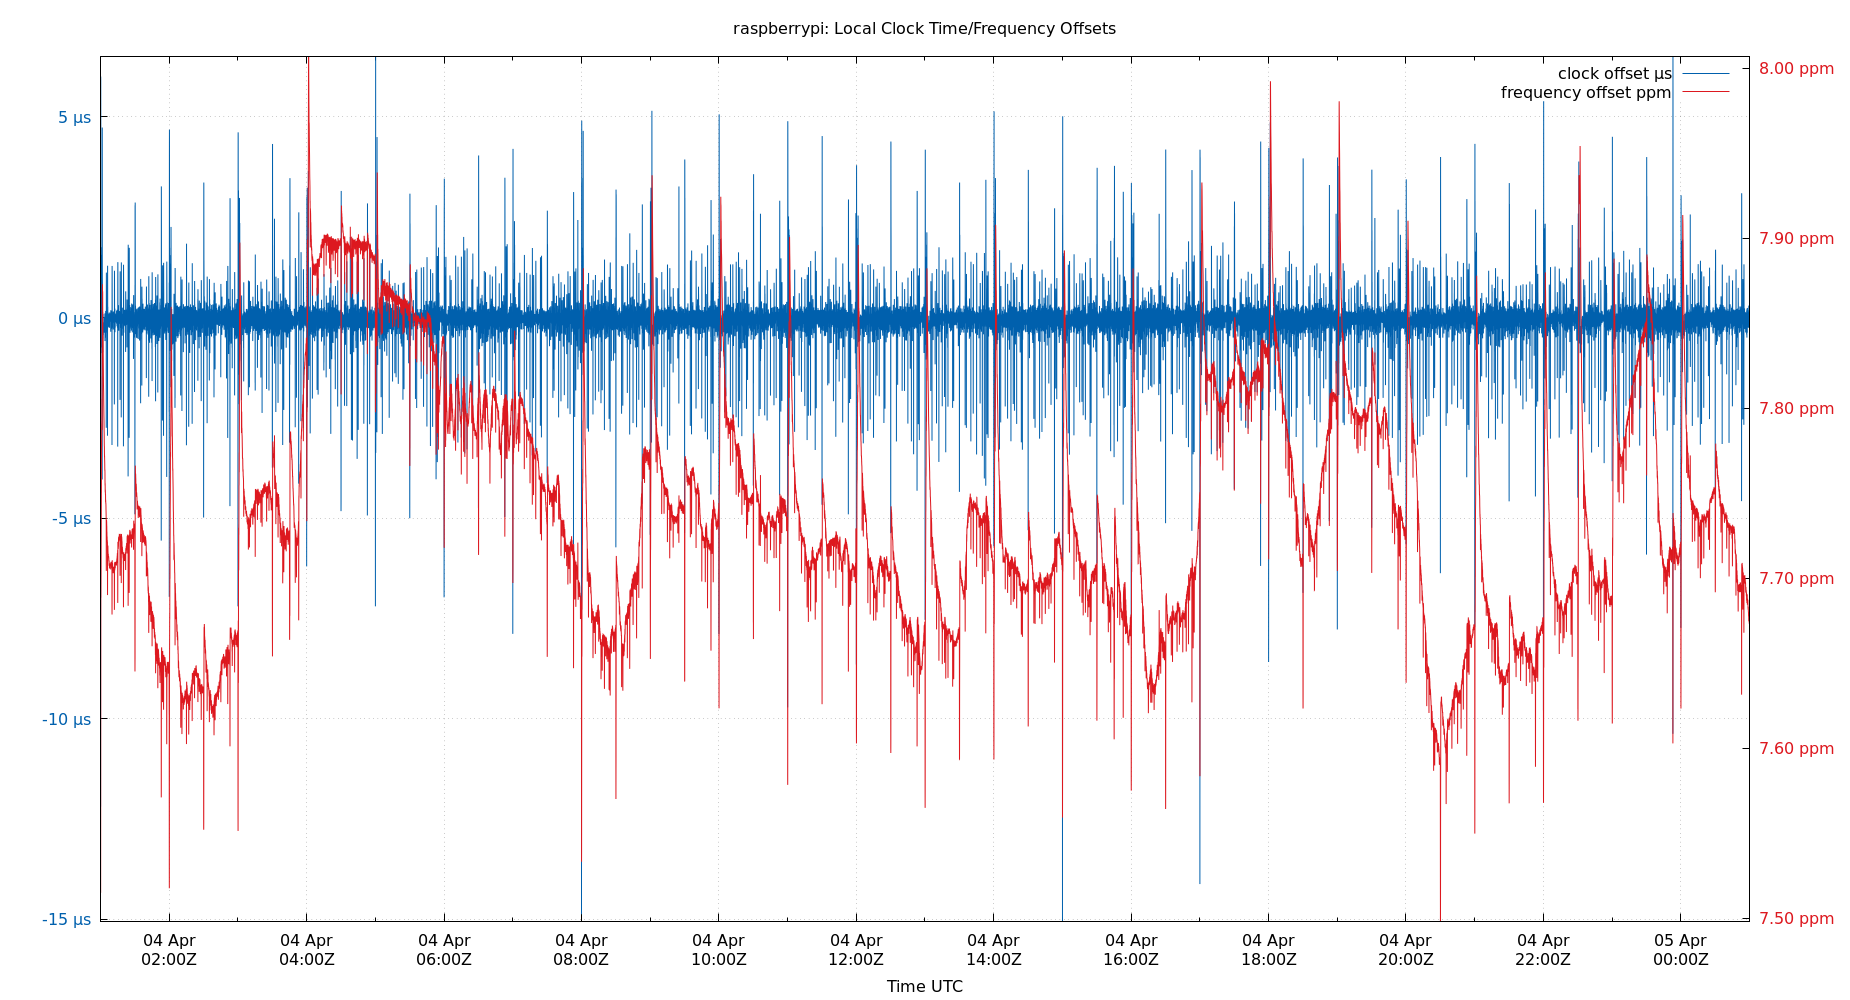 raspberrypi: Local Clock Time/Frequency Offsets
clock offset µs
frequency offset ppm
5 µs
0 µs
-5 µs
-10 µs
-15 µs
8.00 ppm
7.90 ppm
7.80 ppm
7.70 ppm
7.60 ppm
7.50 ppm
04 Apr 04 Apr 04 Apr 04 Apr 04 Apr 04 Apr 04 Apr 04 Apr 04 Apr 04 Apr 04 Apr 05 Apr
02:00Z 04:00Z 06:00Z 08:00Z 10:00Z 12:00Z 14:00Z 16:00Z 18:00Z 20:00Z 22:00Z 00:00Z
Time UTC